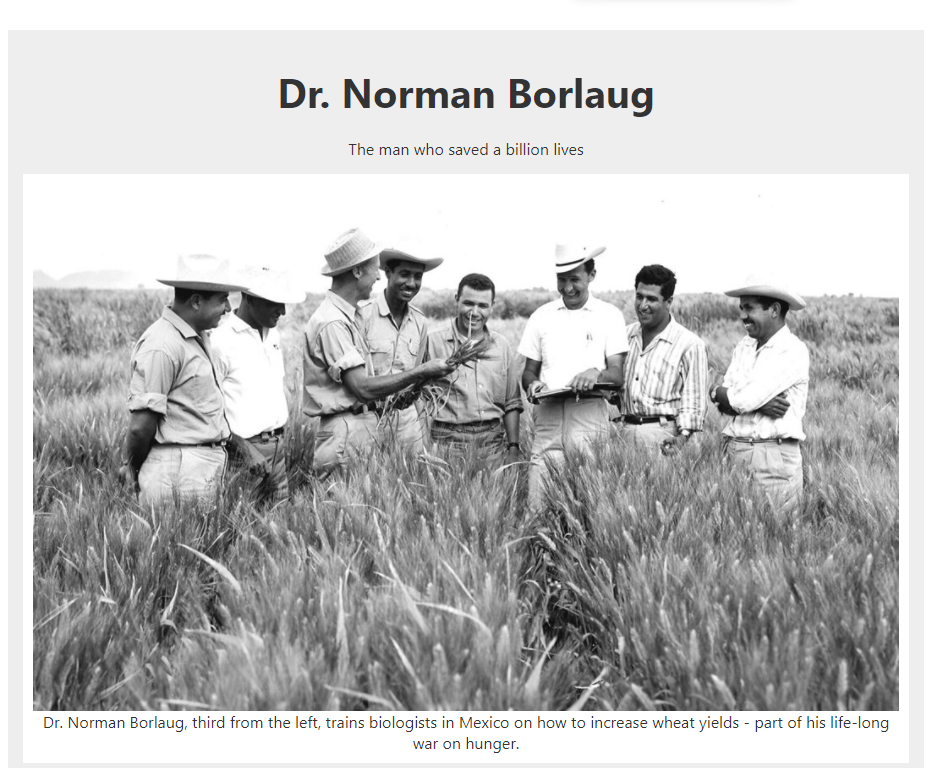 Dr. Norman Borlaug
The man who saved a billion lives
Dr. Norman Borlaug, third from the left, trains biologists in Mexico on how to increase wheat yields - part of his life-long
war on hunger.